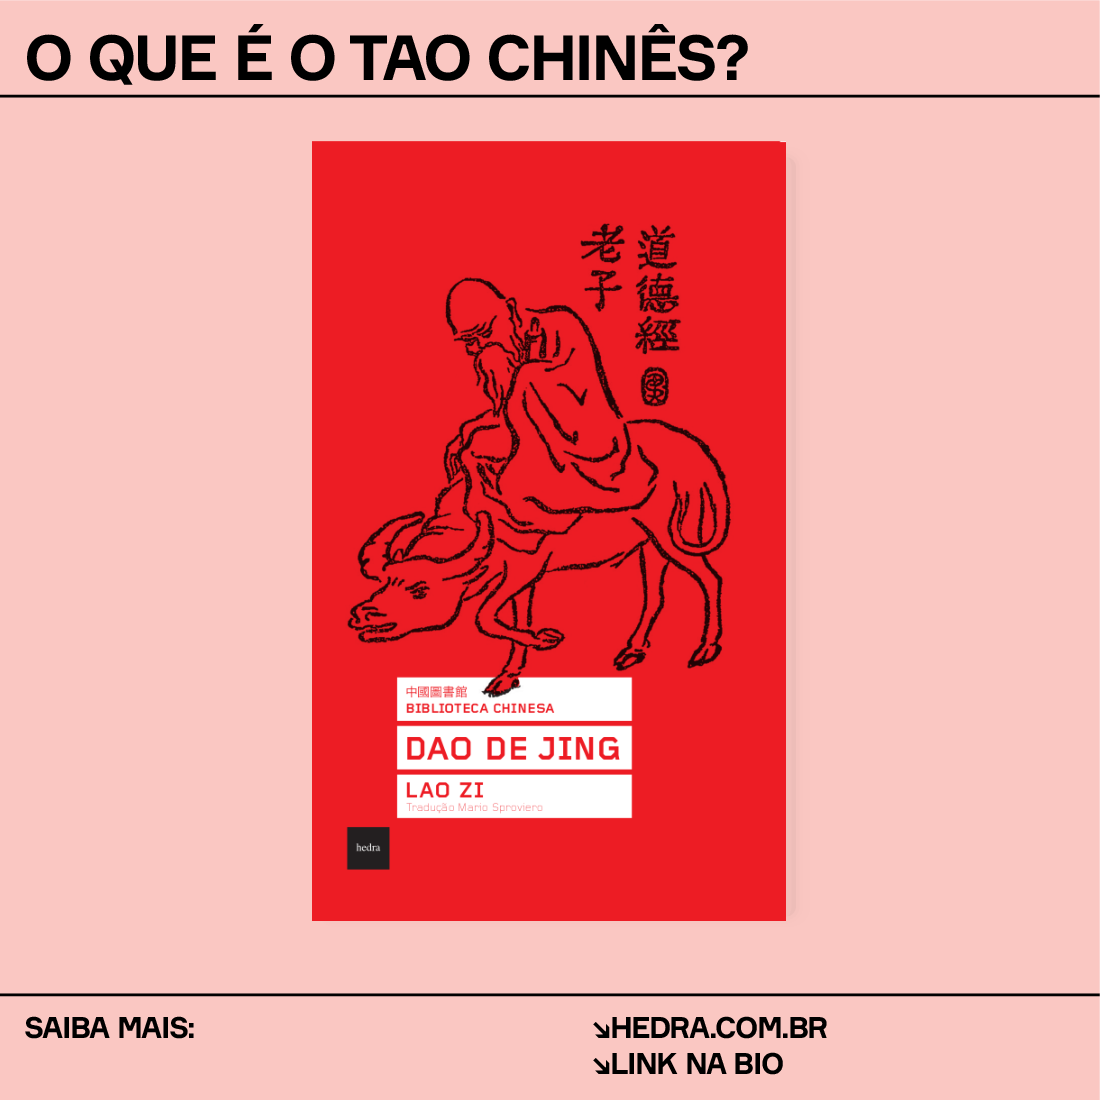 O QUE É O TAO CHINÊS?
道德經
老子
中國圖書館
BIBLIOTECA CHINESA
DAO DE JING
LAO ZI
Tradução Mario Sproviero
hedra
SAIBA MAIS:
↘HEDRA.COM.BR
↘LINK NA BIO